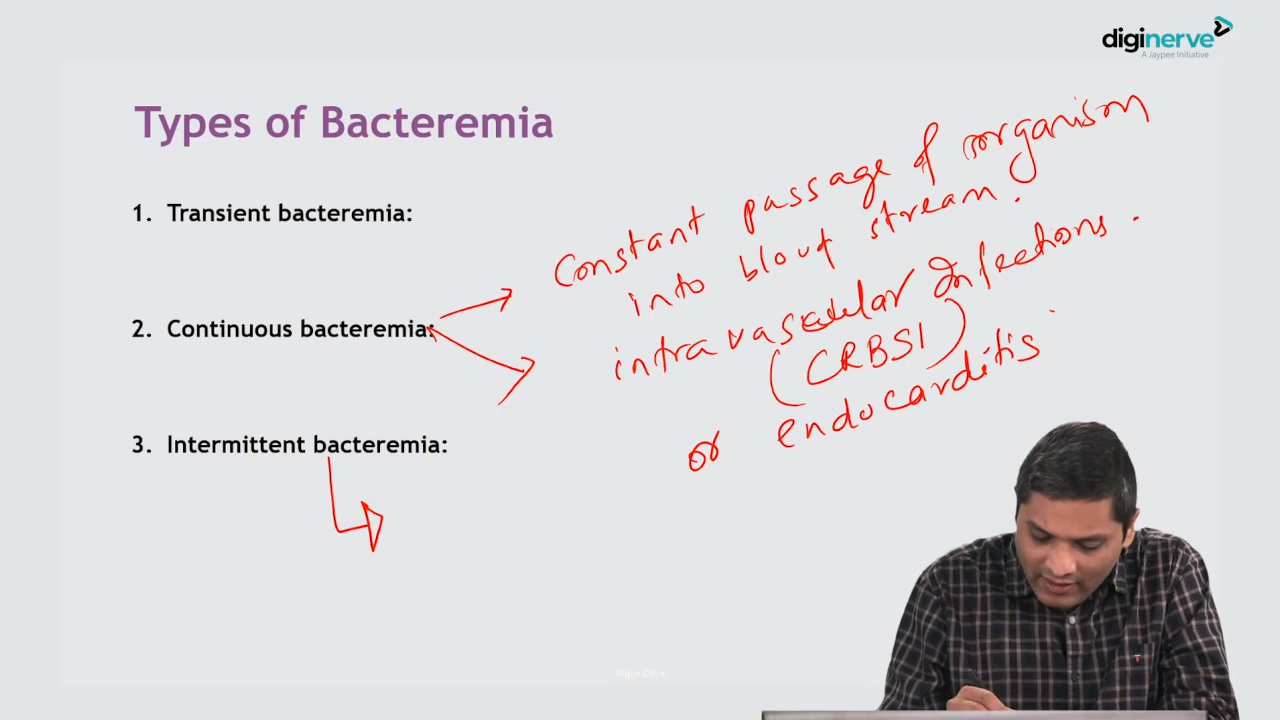 diginerve
A Jaypee Initiative
Types of Bacteremia
1. Transient bacteremia:
2. Continuous bacteremia:
3. Intermittent bacteremia:
Constant passage of organism
into blood stream.
intravascular Infections.
(CRBSI)
or endocarditis